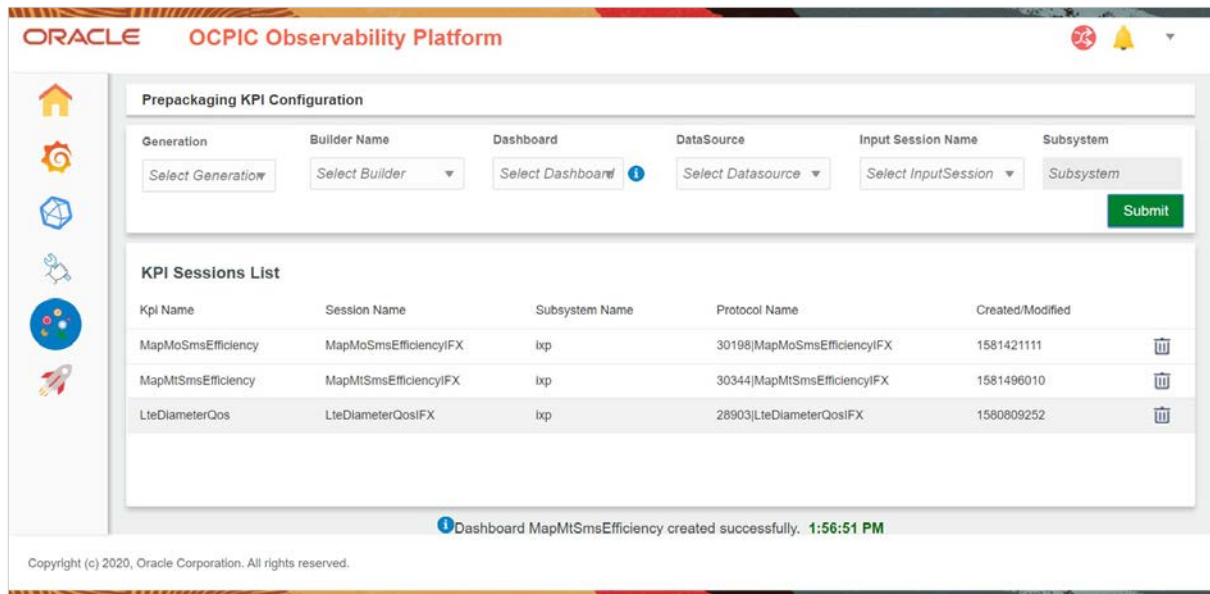 ORACLE OCPIC Observability Platform
Prepackaging KPI Configuration
Generation Builder Name Dashboard DataSource Input Session Name Subsystem
Select Generation Select Builder Select Dashboard Select Datasource Select InputSession Subsystem
Submit
KPI Sessions List
Kpi Name Session Name Subsystem Name Protocol Name Created/Modified
MapMoSmsEfficiency MapMoSmsEfficiencyIFX ixp 30198|MapMoSmsEfficiencyIFX 1581421111
MapMtSmsEfficiency MapMtSmsEfficiencyIFX ixp 30344|MapMtSmsEfficiencyIFX 1581496010
LteDiameterQos LteDiameterQosIFX ixp 28903|LteDiameterQosIFX 1580809252
Dashboard MapMtSmsEfficiency created successfully. 1:56:51 PM
Copyright (c) 2020, Oracle Corporation. All rights reserved.